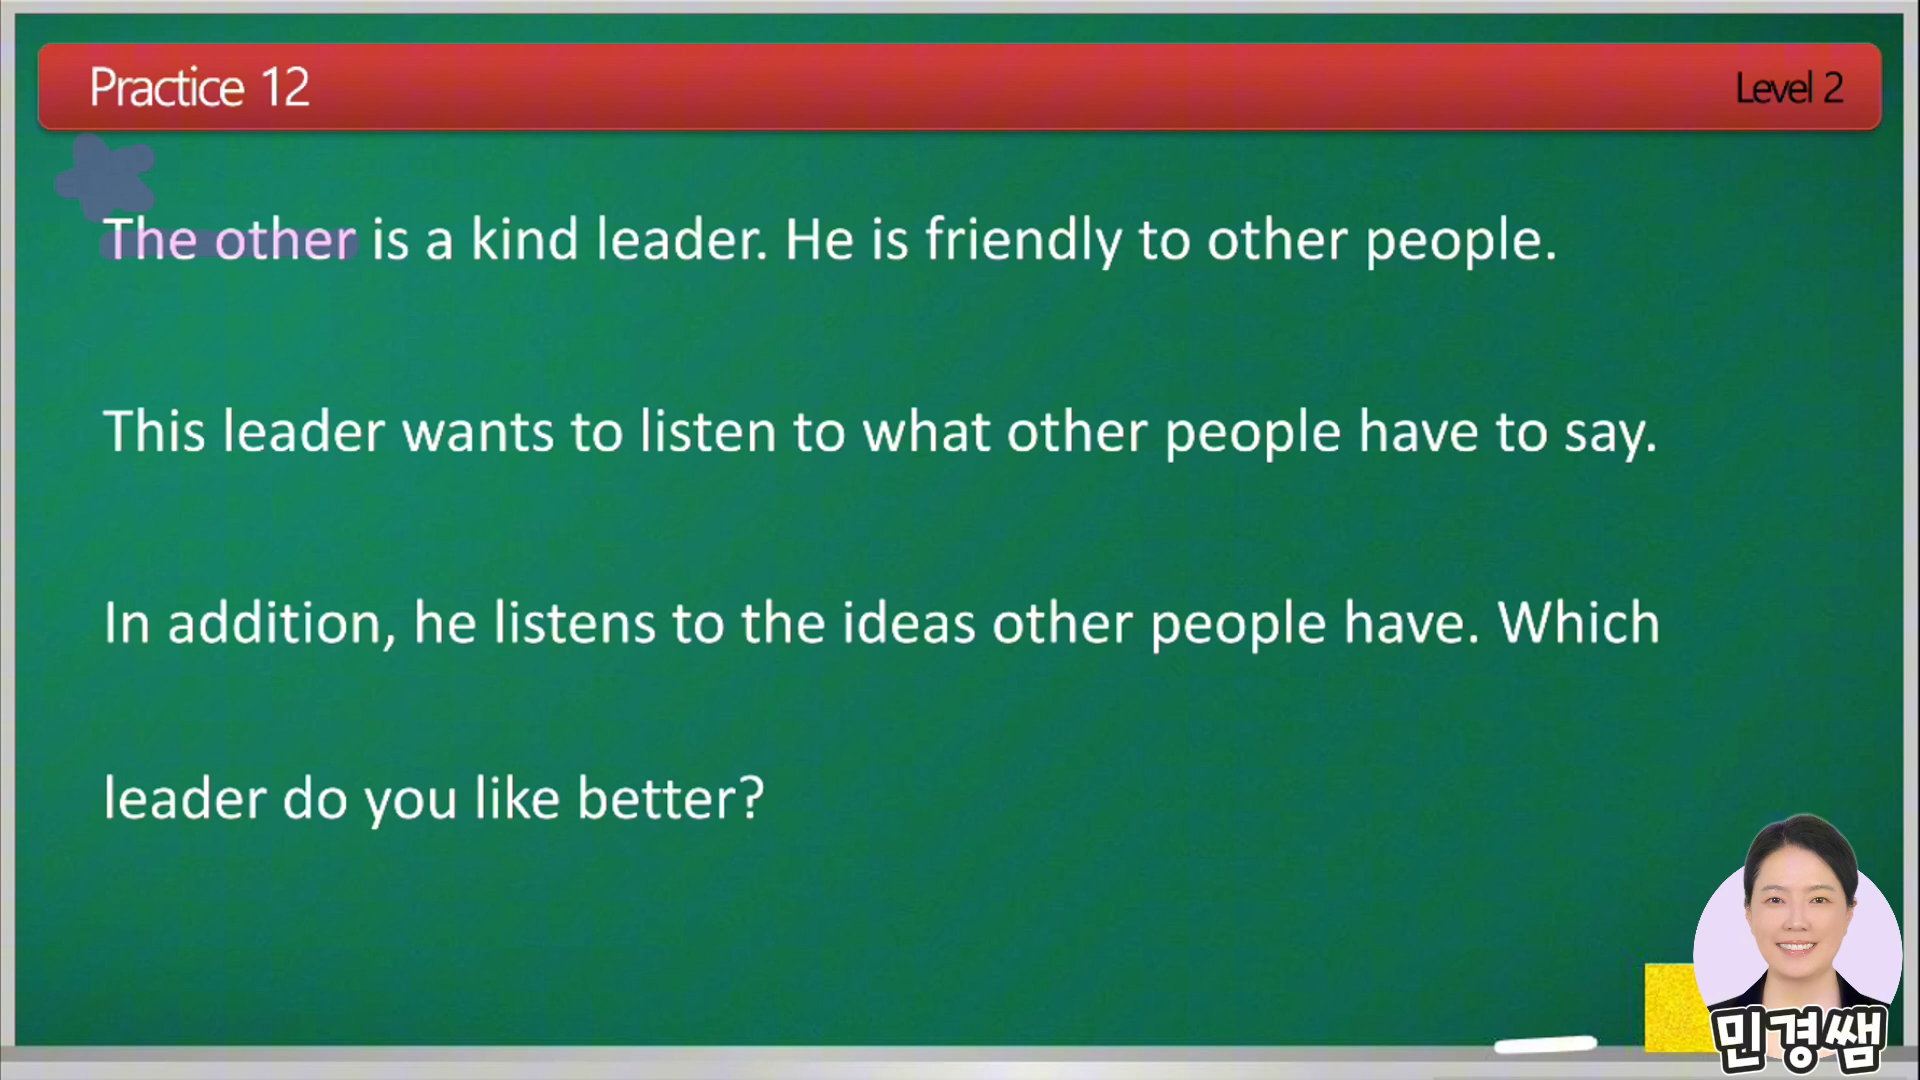 Practice 12
Level 2
The other is a kind leader. He is friendly to other people.
This leader wants to listen to what other people have to say.
In addition, he listens to the ideas other people have. Which
leader do you like better?
민경쌤